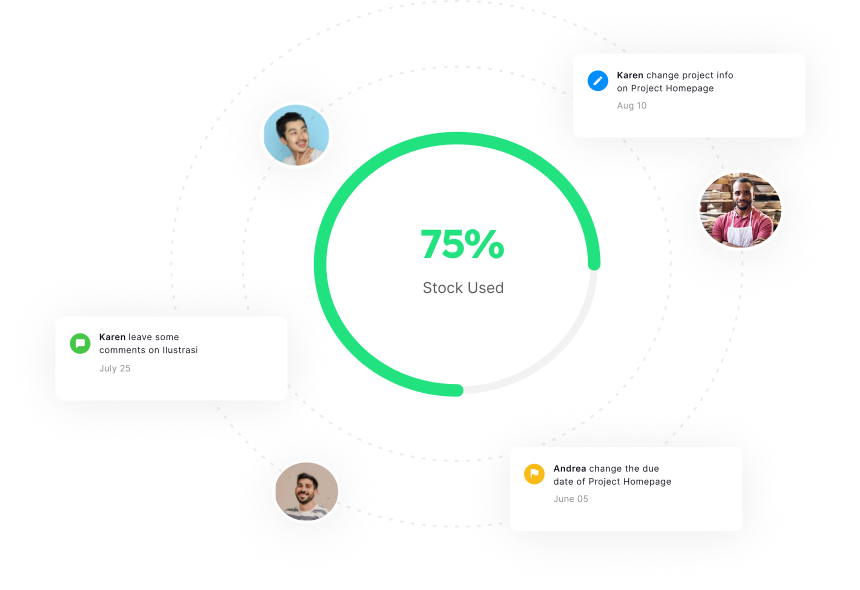 Karen change project info
on Project Homepage
Aug 10
75%
Stock Used
Karen leave some
comments on Ilustrasi
July 25
Andrea change the due
date of Project Homepage
June 05